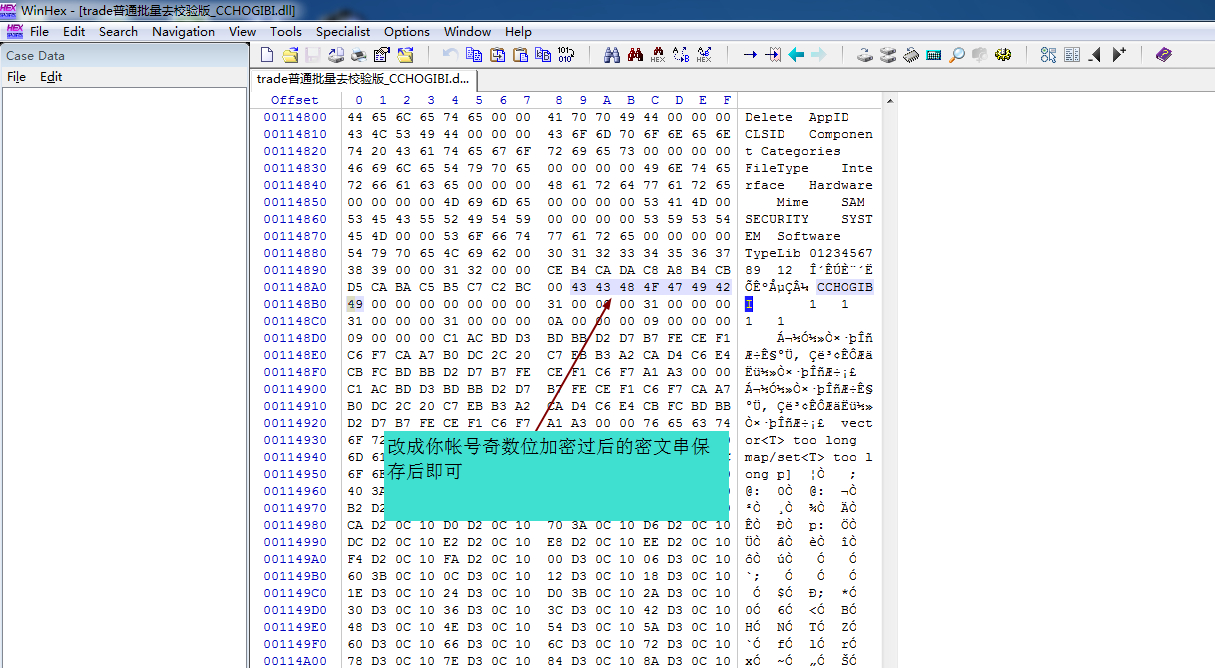 WinHex - [trade普通批量去校验版_CCHOGIBI.dll]
File Edit Search Navigation View Tools Specialist Options Window Help
Case Data
File Edit
trade普通批量去校验版_CCHOGIBI.d...
Offset 0 1 2 3 4 5 6 7 8 9 A B C D E F
00114800 44 65 6C 65 74 65 00 00 41 70 70 49 44 00 00 00 Delete AppID
00114810 43 4C 53 49 44 00 00 00 43 6F 6D 70 6F 6E 65 6E CLSID Componen
00114820 74 20 43 61 74 65 67 6F 72 69 65 73 00 00 00 00 t Categories
00114830 46 69 6C 65 54 79 70 65 00 00 00 00 49 6E 74 65 FileType Inte
00114840 72 66 61 63 65 00 00 00 48 61 72 64 77 61 72 65 rface Hardware
00114850 00 00 00 00 4D 69 6D 65 00 00 00 00 53 41 4D 00 Mime SAM
00114860 53 45 43 55 52 49 54 59 00 00 00 00 53 59 53 54 SECURITY SYST
00114870 45 4D 00 00 53 6F 66 74 77 61 72 65 00 00 00 00 EM Software
00114880 54 79 70 65 4C 69 62 00 30 31 32 33 34 35 36 37 TypeLib 01234567
00114890 38 39 00 00 31 32 00 00 CE B4 CA DA C8 A8 B4 CB 89 12 Î´ÊÚÈ¨´Ë
001148A0 D5 CA BA C5 B5 C7 C2 BC 00 43 43 48 4F 47 49 42 ÕÊºÅµÇÂ¼ CCHOGIB
001148B0 49 00 00 00 00 00 00 00 31 00 00 00 31 00 00 00 I 1 1
001148C0 31 00 00 00 31 00 00 00 0A 00 00 00 09 00 00 00 1 1
001148D0 09 00 00 00 C1 AC BD D3 BD BB D2 D7 B7 FE CE F1 Á¬½Ó½»Ò×·þÎñ
001148E0 C6 F7 CA A7 B0 DC 2C 20 C7 EB B3 A2 CA D4 C6 E4 Æ÷Ê§°Ü, Çë³¢ÊÔÆä
001148F0 CB FC BD BB D2 D7 B7 FE CE F1 C6 F7 A1 A3 00 00 Ëü½»Ò×·þÎñÆ÷¡£
00114900 C1 AC BD D3 BD BB D2 D7 B7 FE CE F1 C6 F7 CA A7 Á¬½Ó½»Ò×·þÎñÆ÷Ê§
00114910 B0 DC 2C 20 C7 EB B3 A2 CA D4 C6 E4 CB FC BD BB °Ü, Çë³¢ÊÔÆäËü½»
00114920 D2 D7 B7 FE CE F1 C6 F7 A1 A3 00 00 76 65 63 74 Ò×·þÎñÆ÷¡£ vect
00114930 6F 72 or<T> too long
改成你帐号奇数位加密过后的密文串保
存后即可
00114940 6D 61 map/set<T> too l
00114950 6F 6E ong p] ¦Ò ;
00114960 40 3A @: 0Ò @: ¬Ò
00114970 B2 D2 ²Ò ¸Ò ¾Ò ÄÒ
00114980 CA D2 0C 10 D0 D2 0C 10 70 3A 0C 10 D6 D2 0C 10 ÊÒ ÐÒ p: ÖÒ
00114990 DC D2 0C 10 E2 D2 0C 10 E8 D2 0C 10 EE D2 0C 10 ÜÒ âÒ èÒ îÒ
001149A0 F4 D2 0C 10 FA D2 0C 10 00 D3 0C 10 06 D3 0C 10 ôÒ úÒ Ó Ó
001149B0 60 3B 0C 10 0C D3 0C 10 12 D3 0C 10 18 D3 0C 10 `; Ó Ó Ó
001149C0 1E D3 0C 10 24 D3 0C 10 D0 3B 0C 10 2A D3 0C 10 Ó $Ó Ð; *Ó
001149D0 30 D3 0C 10 36 D3 0C 10 3C D3 0C 10 42 D3 0C 10 0Ó 6Ó <Ó BÓ
001149E0 48 D3 0C 10 4E D3 0C 10 54 D3 0C 10 5A D3 0C 10 HÓ NÓ TÓ ZÓ
001149F0 60 D3 0C 10 66 D3 0C 10 6C D3 0C 10 72 D3 0C 10 `Ó fÓ lÓ rÓ
00114A00 78 D3 0C 10 7E D3 0C 10 84 D3 0C 10 8A D3 0C 10 xÓ ~Ó „Ó ŠÓ